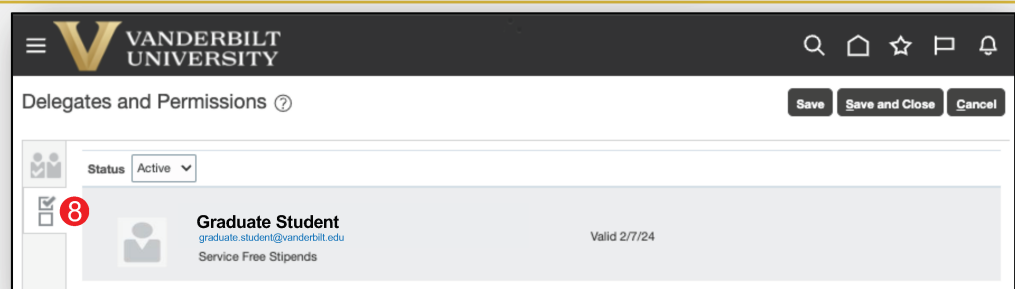 VANDERBILT
UNIVERSITY
Delegates and Permissions ?
Save Save and Close Cancel
Status Active
8
Graduate Student
graduate.student@vanderbilt.edu
Valid 2/7/24
Service Free Stipends